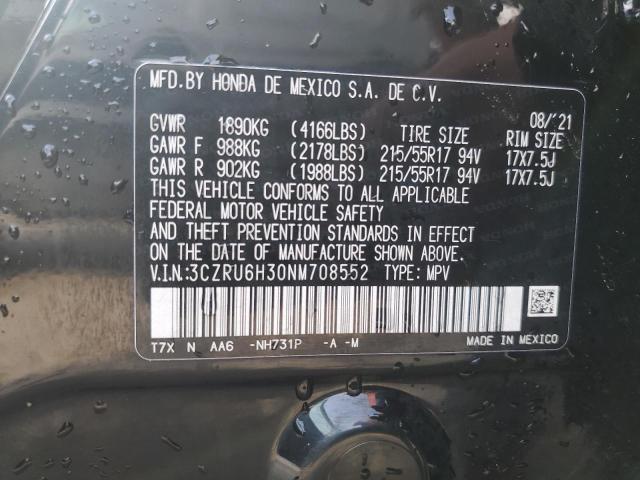 MFD.BY HONDA DE MEXICO S.A. DE C.V.
08/'21
GVWR 1890KG (4166LBS) TIRE SIZE RIM SIZE
GAWR F 988KG (2178LBS) 215/55R17 94V 17X7.5J
GAWR R 902KG (1988LBS) 215/55R17 94V 17X7.5J
THIS VEHICLE CONFORMS TO ALL APPLICABLE
FEDERAL MOTOR VEHICLE SAFETY
AND THEFT PREVENTION STANDARDS IN EFFECT
ON THE DATE OF MANUFACTURE SHOWN ABOVE.
V.I.N:3CZRU6H30NM708552 TYPE: MPV
T7X N AA6 -NH731P -A -M MADE IN MEXICO